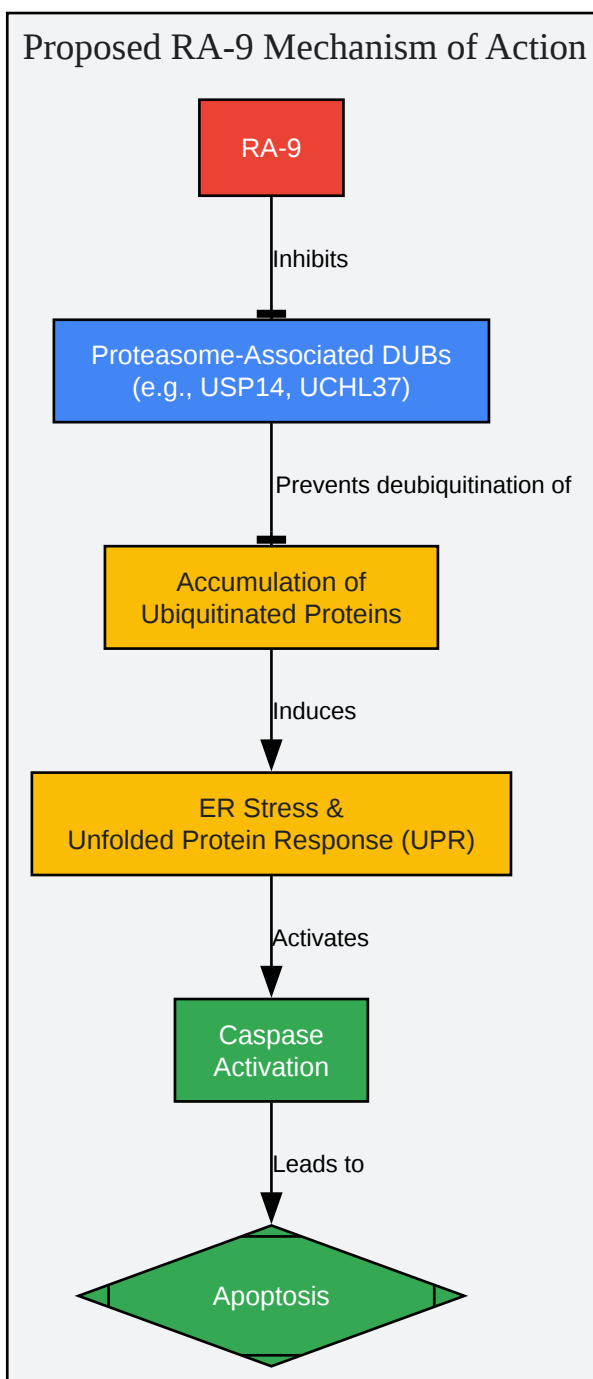 Proposed RA-9 Mechanism of Action
RA-9
Inhibits
Proteasome-Associated DUBs
(e.g., USP14, UCHL37)
Prevents deubiquitination of
Accumulation of
Ubiquitinated Proteins
Induces
ER Stress &
Unfolded Protein Response (UPR)
Activates
Caspase
Activation
Leads to
Apoptosis